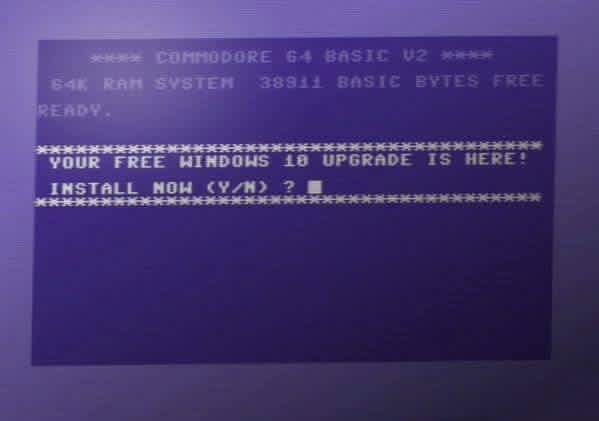 **** COMMODORE 64 BASIC V2 ****
64K RAM SYSTEM 38911 BASIC BYTES FREE
READY.
******************************************
YOUR FREE WINDOWS 10 UPGRADE IS HERE!
INSTALL NOW (Y/N) ?
******************************************